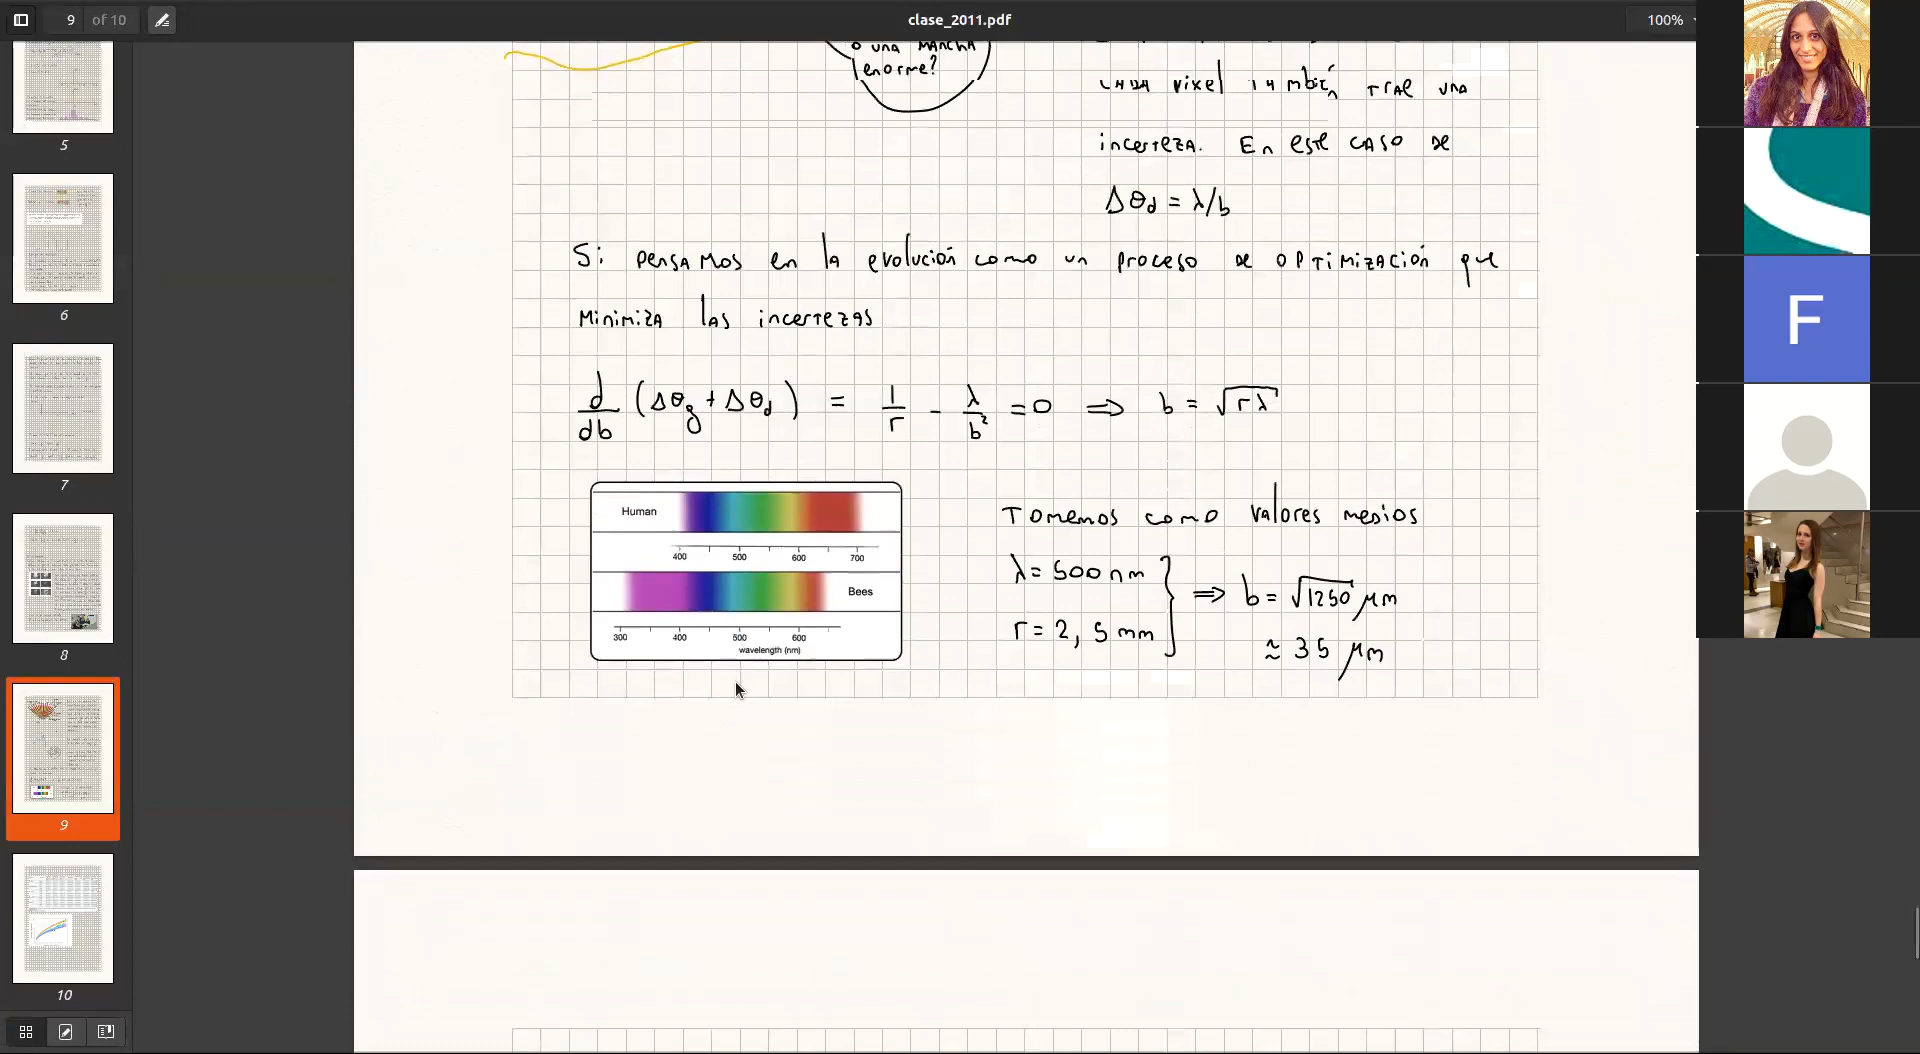 9 of 10
clase_2011.pdf
100%
o una mancha
enorme?
cada pixel también trae una
incerteza. En este caso de
Δθd = λ/b
Si pensamos en la evolución como un proceso de optimización que
minimiza las incertezas
d/db (Δθg + Δθd) = 1/r - λ/b² = 0 ⟹ b = √rλ
Human
400 500 600 700
Bees
300 400 500 600
wavelength (nm)
Tomemos como valores medios
λ = 500 nm
r = 2,5 mm
⟹ b = √1250 μm
≈ 35 μm
5
6
7
8
9
10
F